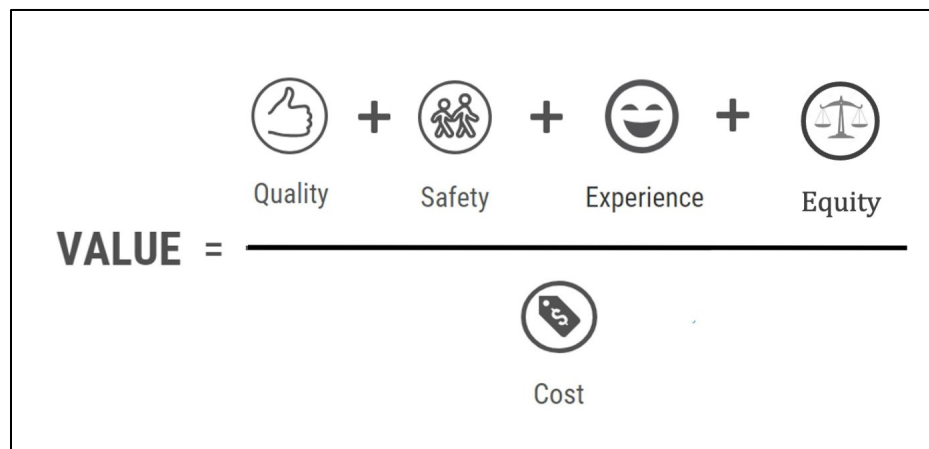 + + +
Quality Safety Experience Equity
VALUE =
$
Cost